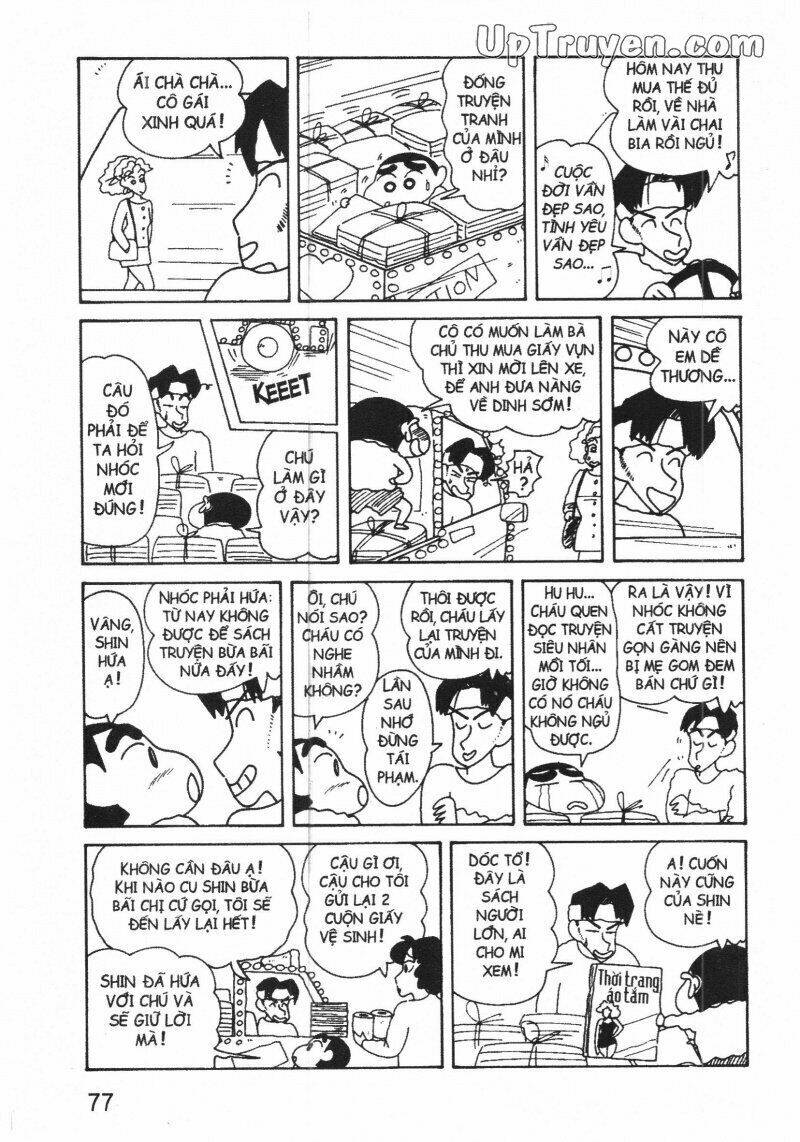 UpTruyen.com
HÔM NAY THU
MUA THẾ ĐỦ
RỒI, VỀ NHÀ
LÀM VÀI CHAI
BIA RỒI NGỦ!
CUỘC
ĐỜI VẪN
ĐẸP SAO,
TÌNH YÊU
VẪN ĐẸP
SAO...
ĐỐNG
TRUYỆN
TRANH
CỦA MÌNH
Ở ĐÂU
NHỈ?
CTION
ÁI CHÀ CHÀ...
CÔ GÁI
XINH QUÁ!
NÀY CÔ
EM DỄ
THƯƠNG...
CÔ CÓ MUỐN LÀM BÀ
CHỦ THU MUA GIẤY VỤN
THÌ XIN MỜI LÊN XE,
ĐỂ ANH ĐƯA NÀNG
VỀ DINH SỚM!
HẢ
?
KEEET
CHÚ
LÀM GÌ
Ở ĐÂY
VẬY?
CÂU
ĐÓ
PHẢI ĐỂ
TA HỎI
NHÓC
MỚI
ĐÚNG!
RA LÀ VẬY! VÌ
NHÓC KHÔNG
CẤT TRUYỆN
GỌN GÀNG NÊN
BỊ MẸ GOM ĐEM
BÁN CHỨ GÌ!
HU HU...
CHÁU QUEN
ĐỌC TRUYỆN
SIÊU NHÂN
MỖI TỐI...
GIỜ KHÔNG
CÓ NÓ CHÁU
KHÔNG NGỦ
ĐƯỢC.
THÔI ĐƯỢC
RỒI, CHÁU LẤY
LẠI TRUYỆN
CỦA MÌNH ĐI.
LẦN
SAU
NHỚ
ĐỪNG
TÁI
PHẠM.
ÔI, CHÚ
NÓI SAO?
CHÁU CÓ
NGHE
NHẦM
KHÔNG?
NHÓC PHẢI HỨA:
TỪ NAY KHÔNG
ĐƯỢC ĐỂ SÁCH
TRUYỆN BỪA BÃI
NỮA ĐẤY!
VÂNG,
SHIN
HỨA
Ạ!
A! CUỐN
NÀY CŨNG
CỦA SHIN
NÈ!
DÓC TỔ!
ĐÂY LÀ
SÁCH
NGƯỜI
LỚN, AI
CHO MI
XEM!
Thời trang
áo tắm
CẬU GÌ ƠI,
CẬU CHO TÔI
GỬI LẠI 2
CUỘN GIẤY
VỆ SINH!
KHÔNG CẦN ĐÂU Ạ!
KHI NÀO CU SHIN BỪA
BÃI CHỊ CỨ GỌI, TÔI SẼ
ĐẾN LẤY LẠI HẾT!
SHIN ĐÃ HỨA
VỚI CHÚ VÀ
SẼ GIỮ LỜI
MÀ!
77